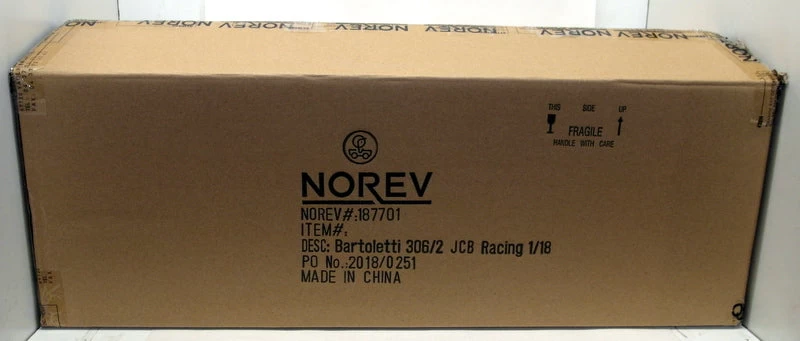 NOREV NOREV NOREV NOREV
THIS SIDE UP
FRAGILE
HANDLE WITH CARE
NOREV
NOREV#:187701
ITEM#:
DESC: Bartoletti 306/2 JCB Racing 1/18
PO No.:2018/0251
MADE IN CHINA